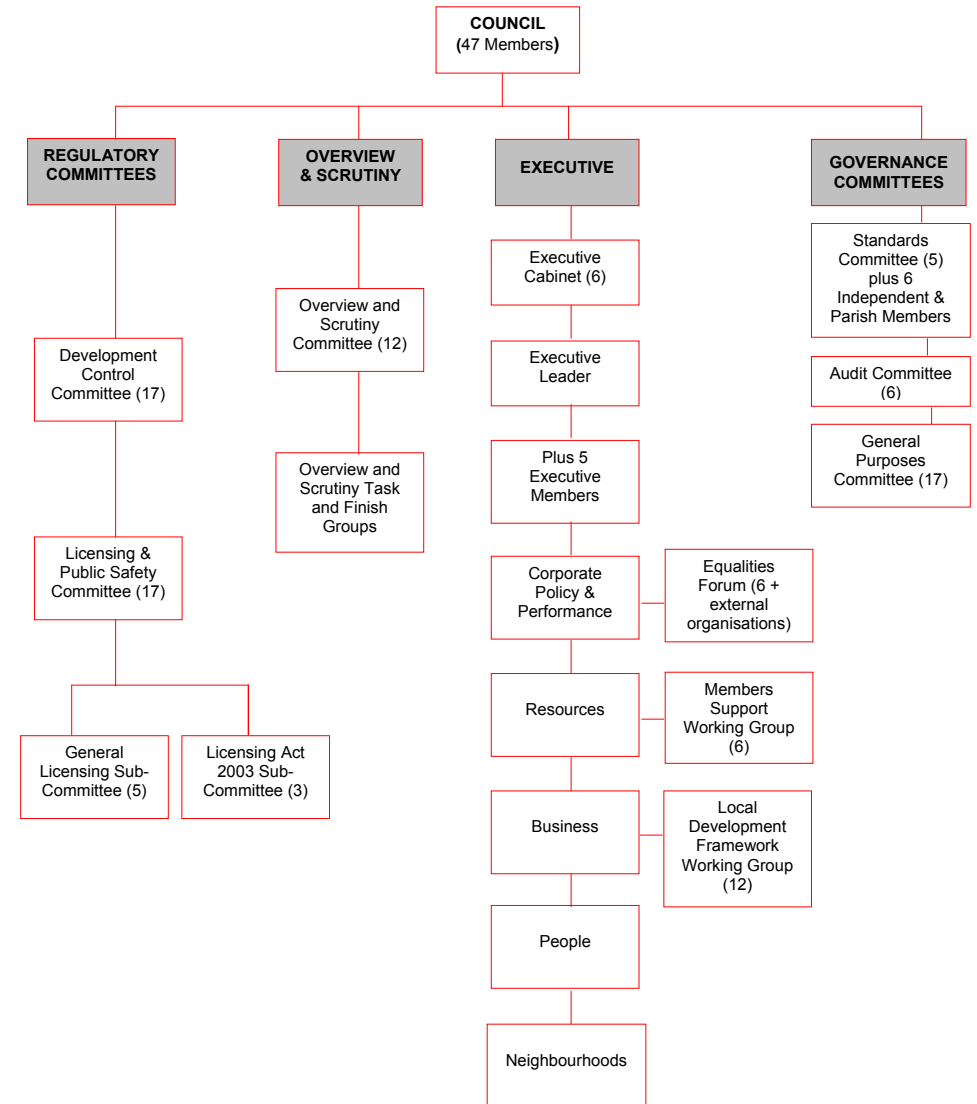 COUNCIL
(47 Members)
REGULATORY
COMMITTEES
OVERVIEW
& SCRUTINY
EXECUTIVE
GOVERNANCE
COMMITTEES
Development
Control
Committee (17)
Licensing &
Public Safety
Committee (17)
General
Licensing Sub-
Committee (5)
Licensing Act
2003 Sub-
Committee (3)
Overview and
Scrutiny
Committee (12)
Overview and
Scrutiny Task
and Finish
Groups
Executive
Cabinet (6)
Executive
Leader
Plus 5
Executive
Members
Corporate
Policy &
Performance
Equalities
Forum (6 +
external
organisations)
Resources
Members
Support
Working Group
(6)
Business
Local
Development
Framework
Working Group
(12)
People
Neighbourhoods
Standards
Committee (5)
plus 6
Independent &
Parish Members
Audit Committee
(6)
General
Purposes
Committee (17)